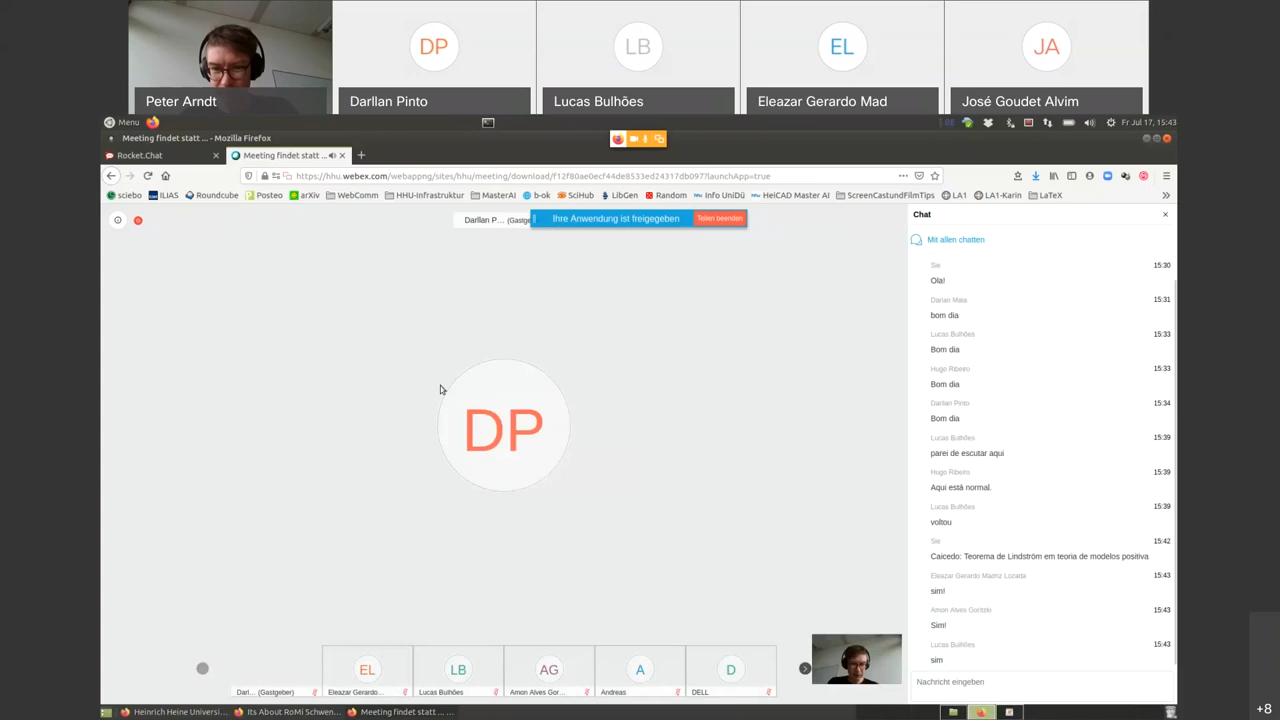 DP
LB
EL
JA
Peter Arndt
Darllan Pinto
Lucas Bulhões
Eleazar Gerardo Mad
José Goudet Alvim
Menu
Fr Jul 17, 15:43
Meeting findet statt ... - Mozilla Firefox
Rocket.Chat
Meeting findet statt ...
https://hhu.webex.com/webappng/sites/hhu/meeting/download/f12f80ae0ecf44de8533ed24317db097?launchApp=true
sciebo
ILIAS
Roundcube
Posteo
arXiv
WebComm
HHU-Infrastruktur
MasterAI
b-ok
SciHub
LibGen
Random
Info UniDü
HeiCAD Master AI
ScreenCastundFilmTips
LA1
LA1-Karin
LaTeX
Darllan P... (Gastge
Ihre Anwendung ist freigegeben
Teilen beenden
Chat
Mit allen chatten
Sie 15:30
Ola!
Darlan Maia 15:31
bom dia
Lucas Bulhões 15:33
Bom dia
Hugo Ribeiro 15:33
Bom dia
Darllan Pinto 15:34
Bom dia
Lucas Bulhões 15:39
parei de escutar aqui
Hugo Ribeiro 15:39
Aqui está normal.
Lucas Bulhões 15:39
voltou
Sie 15:42
Caicedo: Teorema de Lindström em teoria de modelos positiva
Eleazar Gerardo Madriz Lozada 15:43
sim!
Amon Alves Goritzki 15:43
Sim!
Lucas Bulhões 15:43
sim
Nachricht eingeben
DP
EL
LB
AG
A
D
Darl... (Gastgeber)
Eleazar Gerardo...
Lucas Bulhões
Amon Alves Gor...
Andreas
DELL
Heinrich Heine Universi...
Its About RoMi Schwen...
Meeting findet statt ... ...
+8